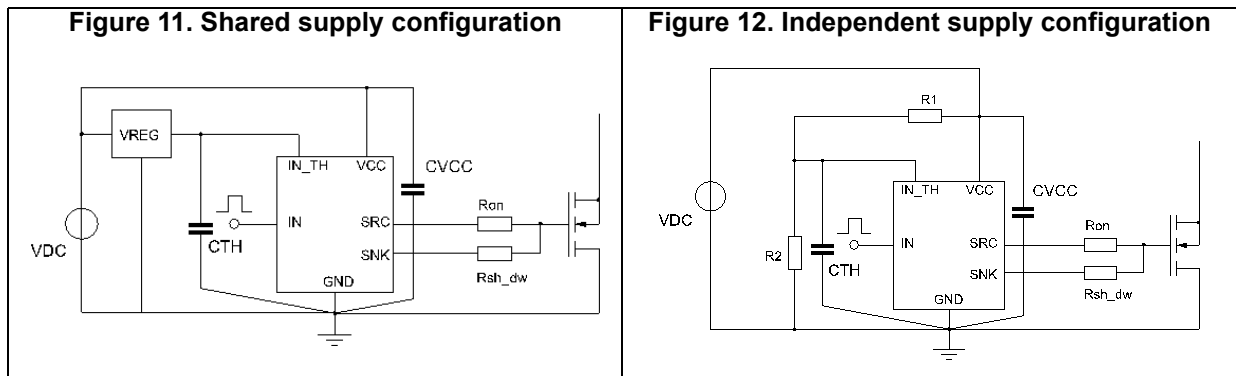 Figure 11. Shared supply configuration
VREG
IN_TH
VCC
CVCC
IN
SRC
Ron
VDC
CTH
SNK
Rsh_dw
GND
Figure 12. Independent supply configuration
R1
IN_TH
VCC
CVCC
VDC
IN
SRC
Ron
R2
CTH
SNK
Rsh_dw
GND